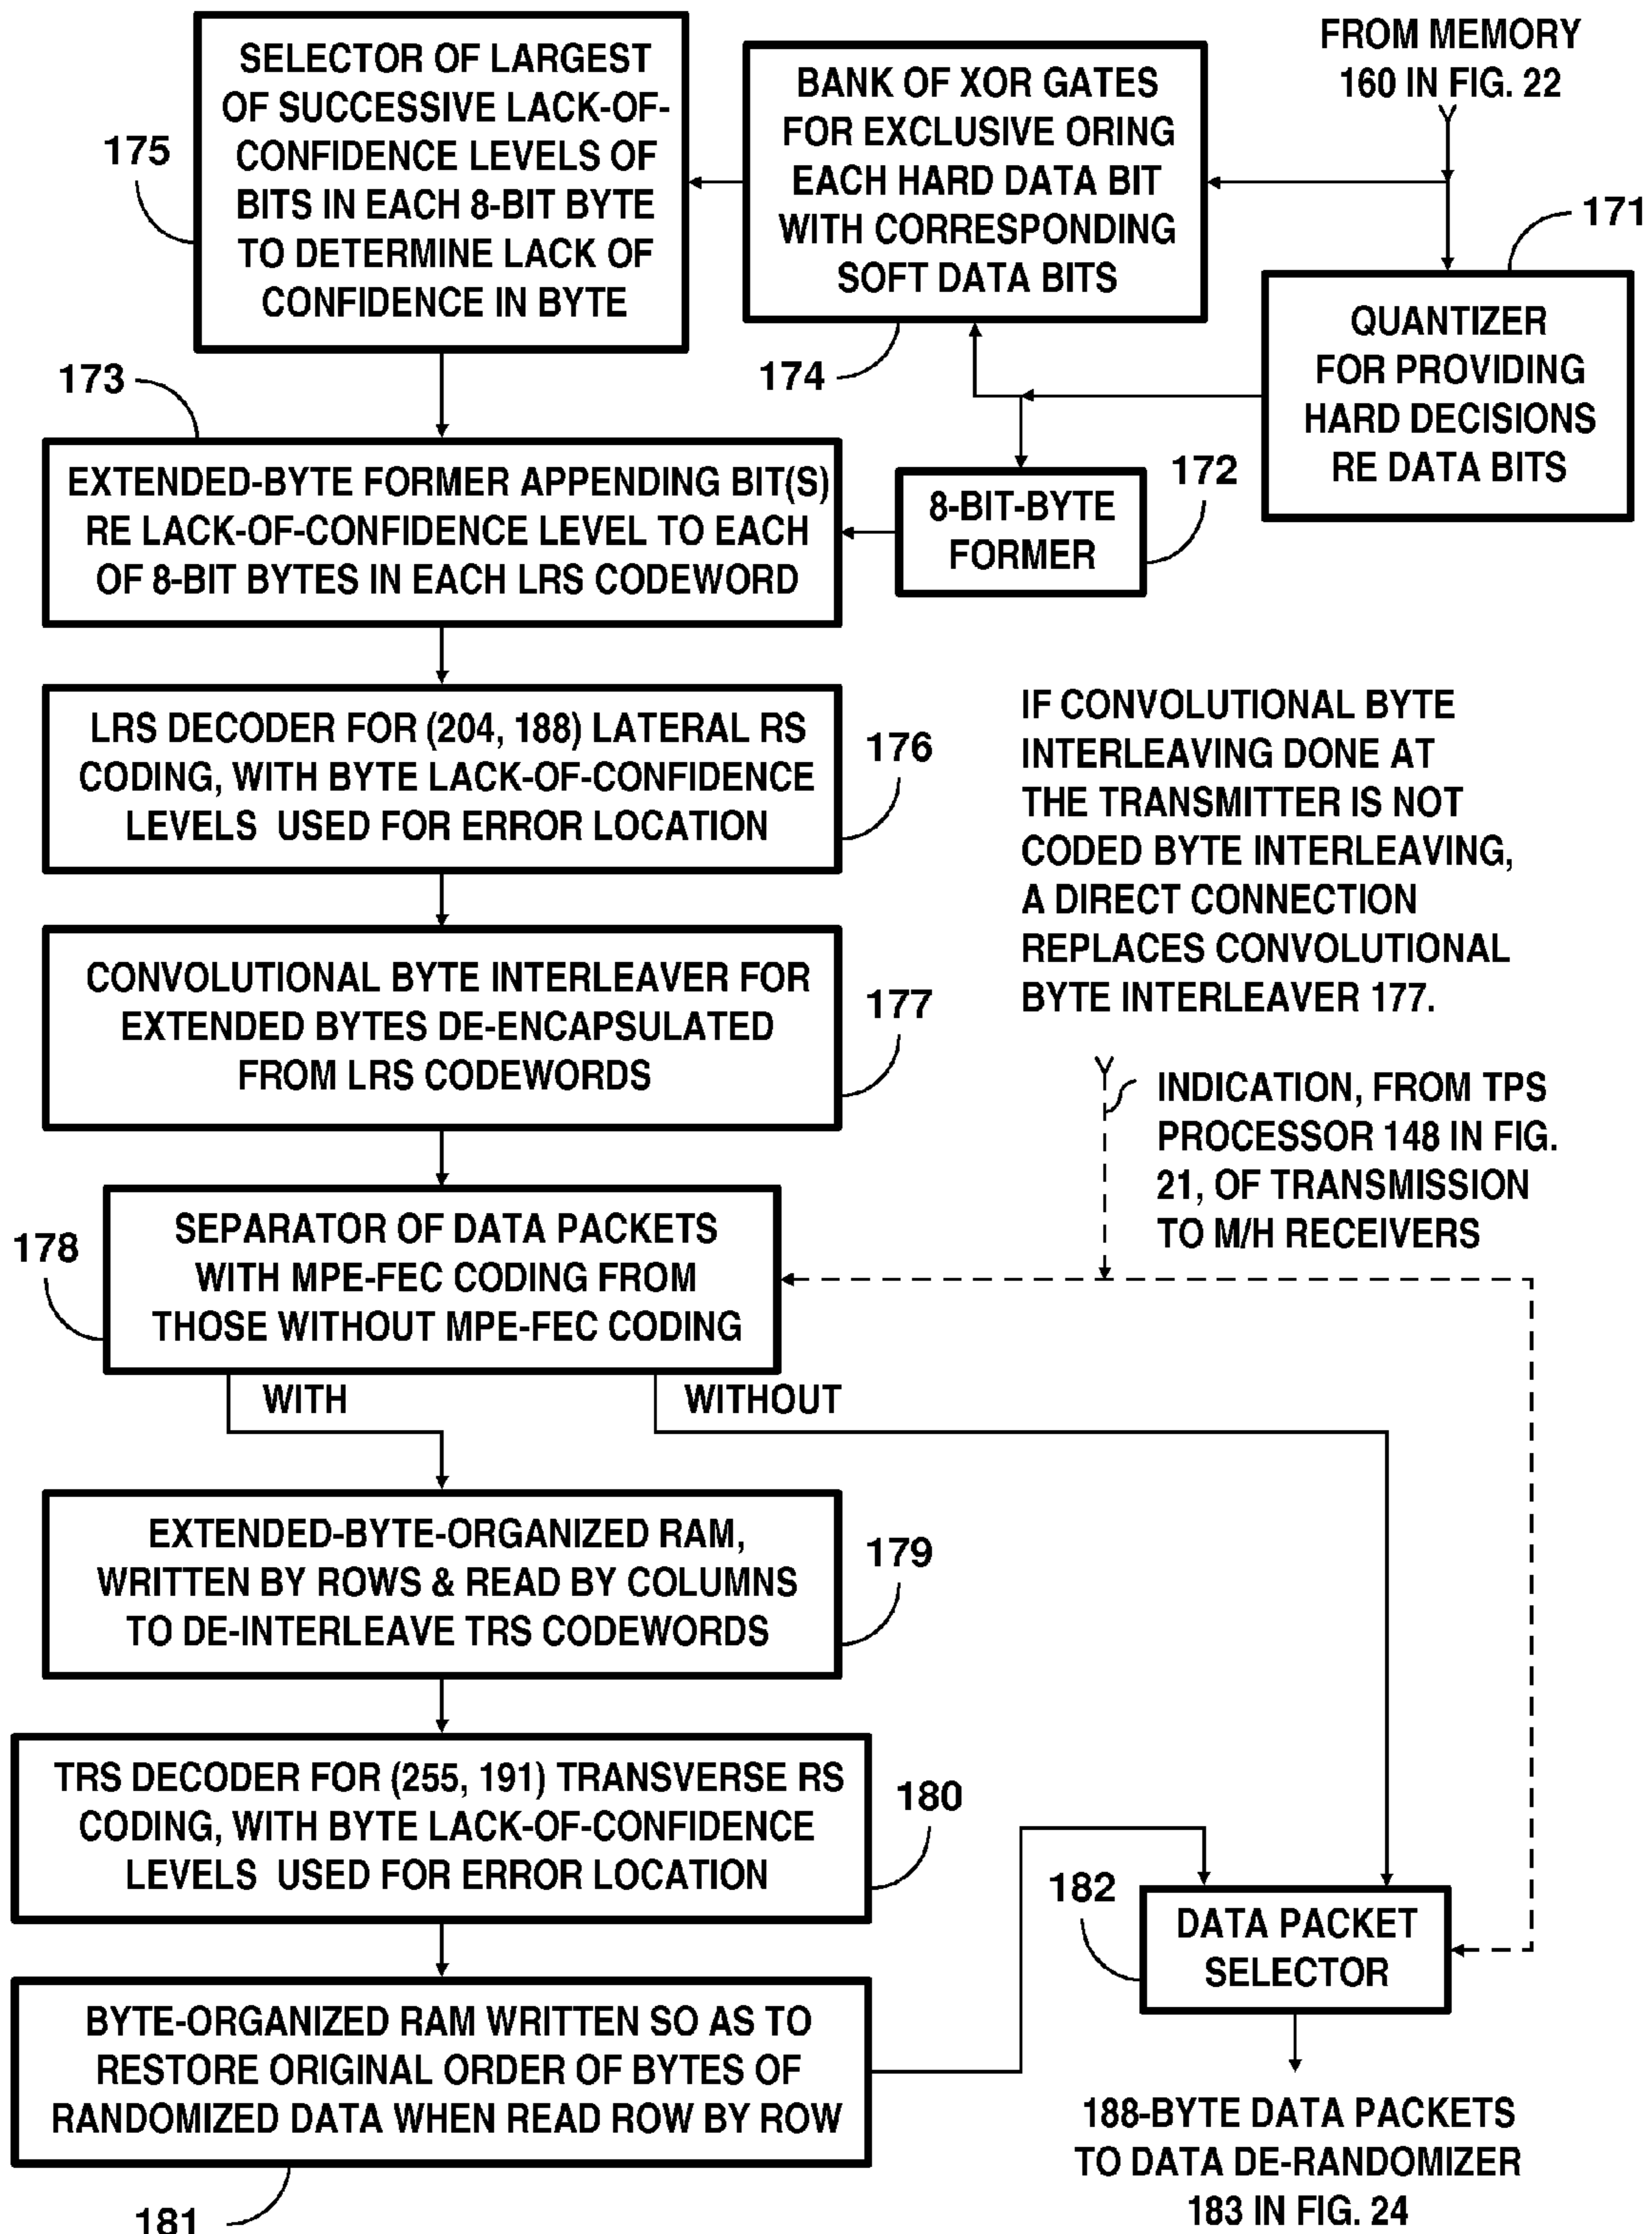 SELECTOR OF LARGEST
OF SUCCESSIVE LACK-OF-
CONFIDENCE LEVELS OF
BITS IN EACH 8-BIT BYTE
TO DETERMINE LACK OF
CONFIDENCE IN BYTE
175
BANK OF XOR GATES
FOR EXCLUSIVE ORING
EACH HARD DATA BIT
WITH CORRESPONDING
SOFT DATA BITS
174
FROM MEMORY
160 IN FIG. 22
171
QUANTIZER
FOR PROVIDING
HARD DECISIONS
RE DATA BITS
173
EXTENDED-BYTE FORMER APPENDING BIT(S)
RE LACK-OF-CONFIDENCE LEVEL TO EACH
OF 8-BIT BYTES IN EACH LRS CODEWORD
8-BIT-BYTE
FORMER
172
LRS DECODER FOR (204, 188) LATERAL RS
CODING, WITH BYTE LACK-OF-CONFIDENCE
LEVELS USED FOR ERROR LOCATION
176
IF CONVOLUTIONAL BYTE
INTERLEAVING DONE AT
THE TRANSMITTER IS NOT
CODED BYTE INTERLEAVING,
A DIRECT CONNECTION
REPLACES CONVOLUTIONAL
BYTE INTERLEAVER 177.
CONVOLUTIONAL BYTE INTERLEAVER FOR
EXTENDED BYTES DE-ENCAPSULATED
FROM LRS CODEWORDS
177
INDICATION, FROM TPS
PROCESSOR 148 IN FIG.
21, OF TRANSMISSION
TO M/H RECEIVERS
178
SEPARATOR OF DATA PACKETS
WITH MPE-FEC CODING FROM
THOSE WITHOUT MPE-FEC CODING
WITH
WITHOUT
EXTENDED-BYTE-ORGANIZED RAM,
WRITTEN BY ROWS & READ BY COLUMNS
TO DE-INTERLEAVE TRS CODEWORDS
179
TRS DECODER FOR (255, 191) TRANSVERSE RS
CODING, WITH BYTE LACK-OF-CONFIDENCE
LEVELS USED FOR ERROR LOCATION
180
182
DATA PACKET
SELECTOR
BYTE-ORGANIZED RAM WRITTEN SO AS TO
RESTORE ORIGINAL ORDER OF BYTES OF
RANDOMIZED DATA WHEN READ ROW BY ROW
181
188-BYTE DATA PACKETS
TO DATA DE-RANDOMIZER
183 IN FIG. 24